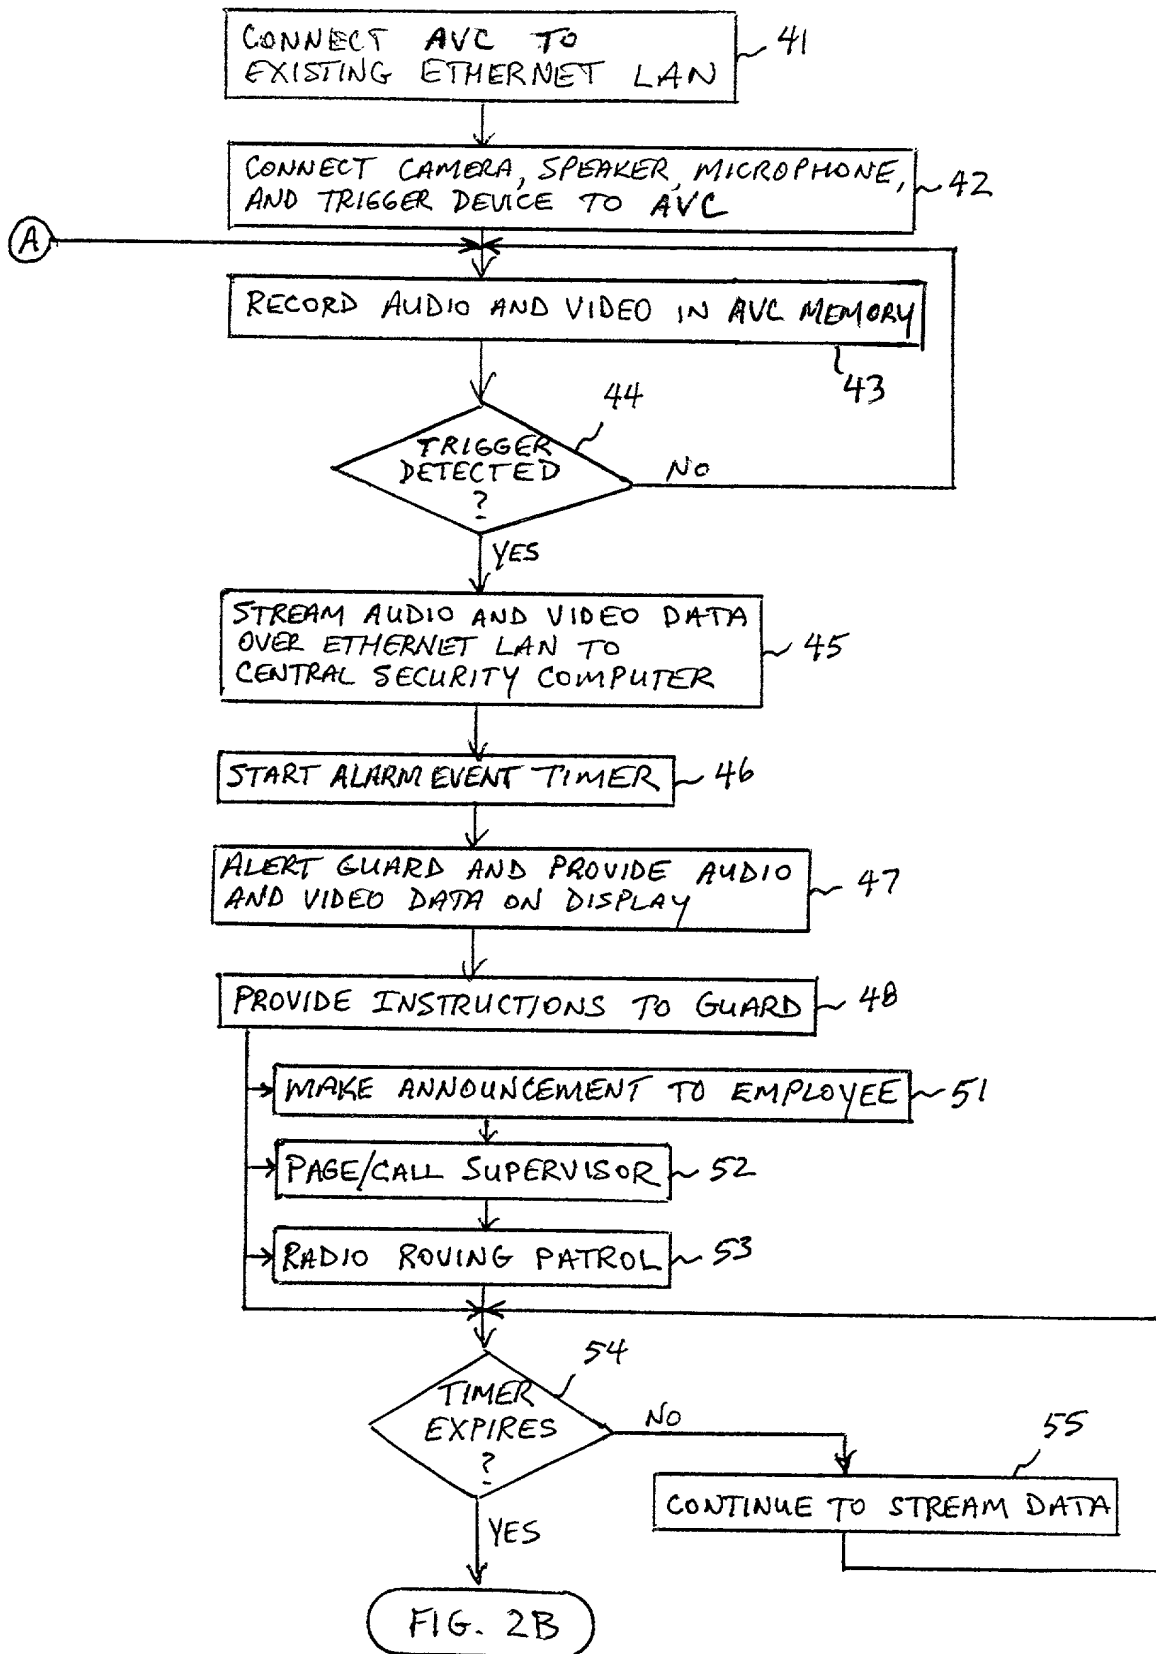 CONNECT AVC TO
EXISTING ETHERNET LAN
41
CONNECT CAMERA, SPEAKER, MICROPHONE,
AND TRIGGER DEVICE TO AVC
42
A
RECORD AUDIO AND VIDEO IN AVC MEMORY
43
44
TRIGGER
DETECTED
?
NO
YES
STREAM AUDIO AND VIDEO DATA
OVER ETHERNET LAN TO
CENTRAL SECURITY COMPUTER
45
START ALARM EVENT TIMER
46
ALERT GUARD AND PROVIDE AUDIO
AND VIDEO DATA ON DISPLAY
47
PROVIDE INSTRUCTIONS TO GUARD
48
MAKE ANNOUNCEMENT TO EMPLOYEE
51
PAGE/CALL SUPERVISOR
52
RADIO ROVING PATROL
53
54
TIMER
EXPIRES
?
NO
55
CONTINUE TO STREAM DATA
YES
FIG. 2B